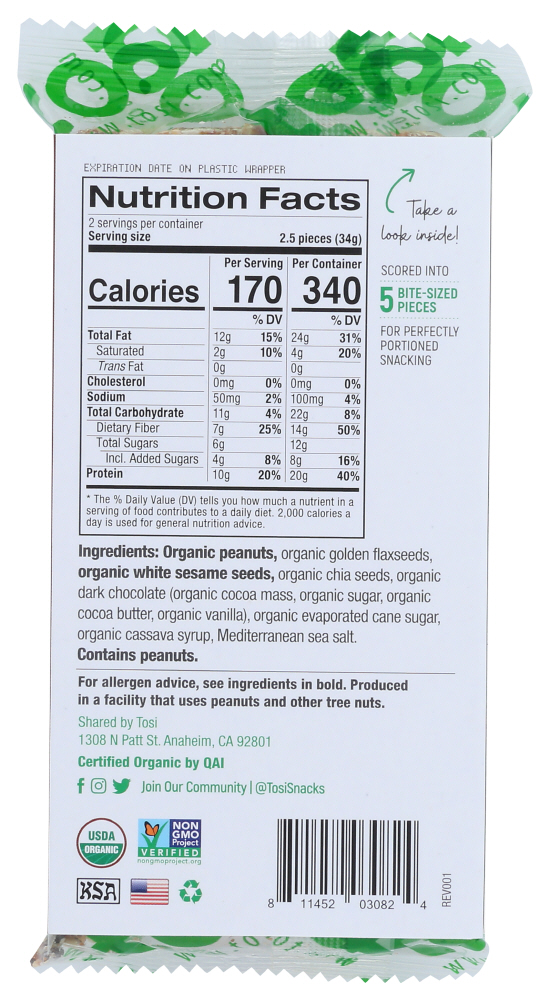 EXPIRATION DATE ON PLASTIC WRAPPER
Nutrition Facts
2 servings per container
Serving size 2.5 pieces (34g)
Per Serving Per Container
Calories 170 340
% DV % DV
Total Fat 12g 15% 24g 31%
Saturated 2g 10% 4g 20%
Trans Fat 0g 0g
Cholesterol 0mg 0% 0mg 0%
Sodium 50mg 2% 100mg 4%
Total Carbohydrate 11g 4% 22g 8%
Dietary Fiber 7g 25% 14g 50%
Total Sugars 6g 12g
Incl. Added Sugars 4g 8% 8g 16%
Protein 10g 20% 20g 40%
* The % Daily Value (DV) tells you how much a nutrient in a
serving of food contributes to a daily diet. 2,000 calories a
day is used for general nutrition advice.
Take a
look inside!
SCORED INTO
5 BITE-SIZED
PIECES
FOR PERFECTLY
PORTIONED
SNACKING
Ingredients: Organic peanuts, organic golden flaxseeds,
organic white sesame seeds, organic chia seeds, organic
dark chocolate (organic cocoa mass, organic sugar, organic
cocoa butter, organic vanilla), organic evaporated cane sugar,
organic cassava syrup, Mediterranean sea salt.
Contains peanuts.
For allergen advice, see ingredients in bold. Produced
in a facility that uses peanuts and other tree nuts.
Shared by Tosi
1308 N Patt St. Anaheim, CA 92801
Certified Organic by QAI
Join Our Community | @TosiSnacks
USDA
ORGANIC
NON
GMO
Project
VERIFIED
nongmoproject.org
KSA
8 11452 03082 4
REV001